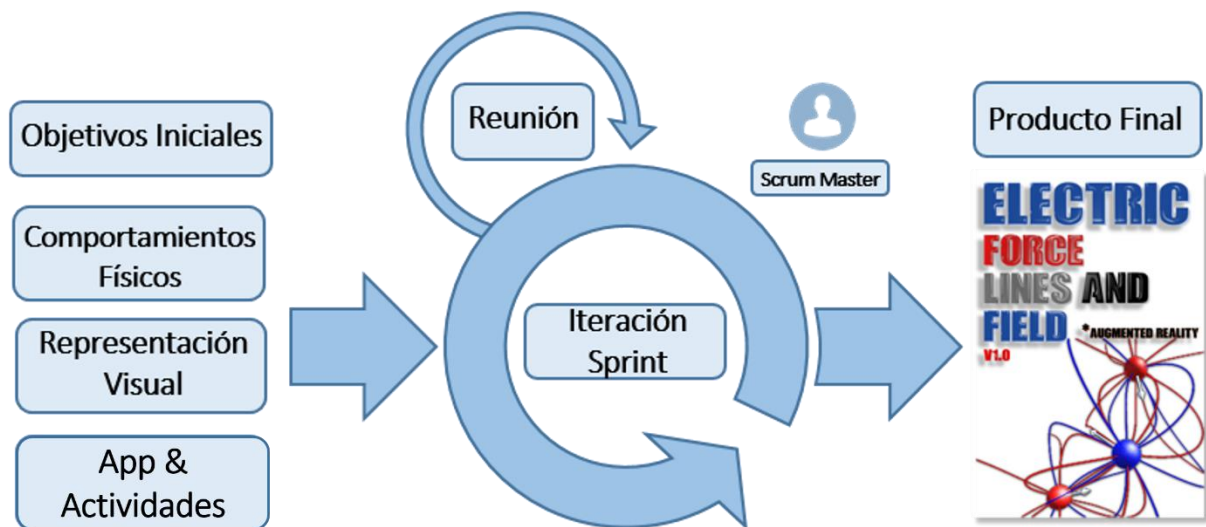 Objetivos Iniciales
Comportamientos
Físicos
Representación
Visual
App &
Actividades
Reunión
Iteración
Sprint
Scrum Master
Producto Final
ELECTRIC
FORCE
LINES AND
FIELD *AUGMENTED REALITY
V1.0